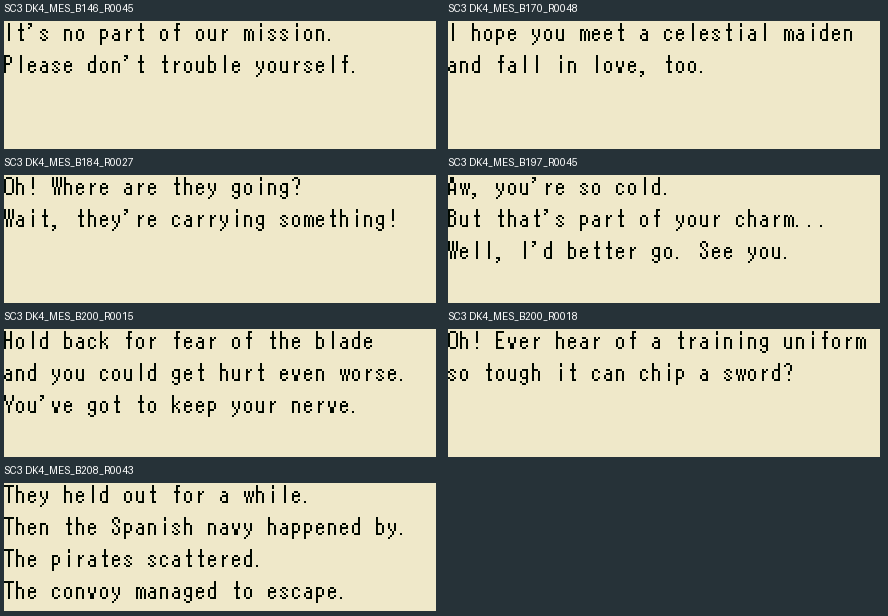 SC3 DK4_MES_B146_R0045
It's no part of our mission.
Please don't trouble yourself.
SC3 DK4_MES_B170_R0048
I hope you meet a celestial maiden
and fall in love, too.
SC3 DK4_MES_B184_R0027
Oh! Where are they going?
Wait, they're carrying something!
SC3 DK4_MES_B197_R0045
Aw, you're so cold.
But that's part of your charm...
Well, I'd better go. See you.
SC3 DK4_MES_B200_R0015
Hold back for fear of the blade
and you could get hurt even worse.
You've got to keep your nerve.
SC3 DK4_MES_B200_R0018
Oh! Ever hear of a training uniform
so tough it can chip a sword?
SC3 DK4_MES_B208_R0043
They held out for a while.
Then the Spanish navy happened by.
The pirates scattered.
The convoy managed to escape.